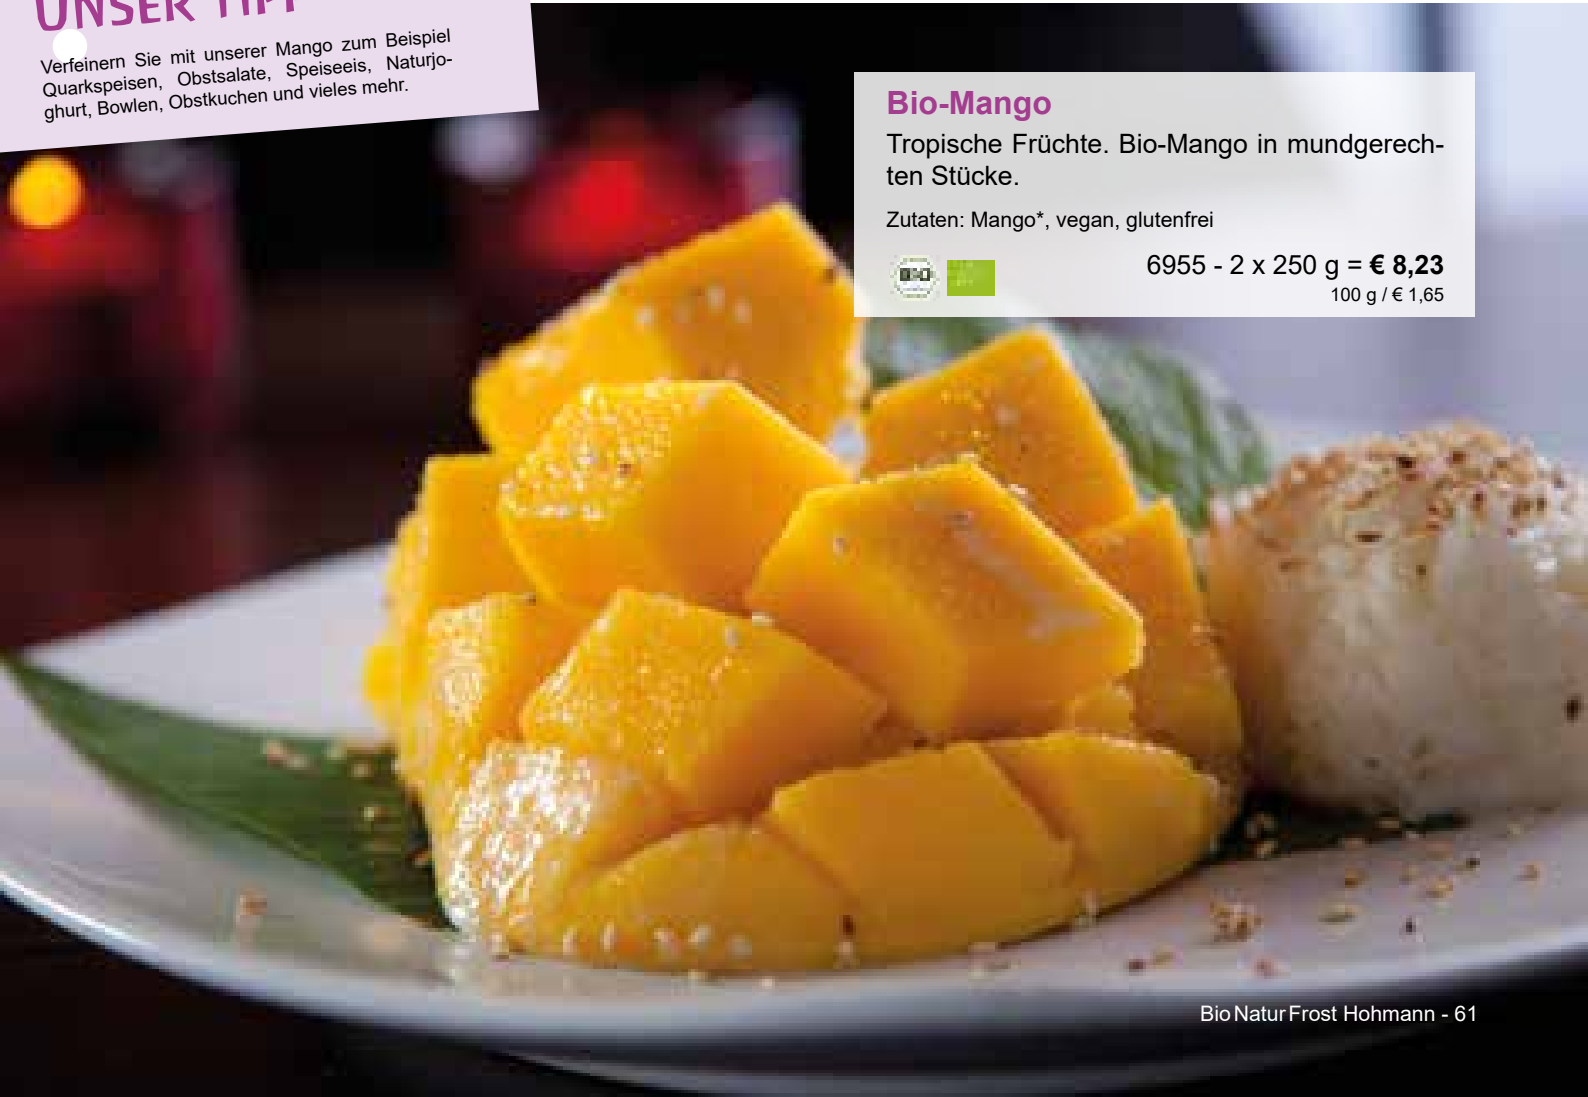 UNSER TIPP
Verfeinern Sie mit unserer Mango zum Beispiel
Quarkspeisen, Obstsalate, Speiseeis, Naturjo-
ghurt, Bowlen, Obstkuchen und vieles mehr.
Bio-Mango
Tropische Früchte. Bio-Mango in mundgerech-
ten Stücke.
Zutaten: Mango*, vegan, glutenfrei
BIO
6955 - 2 x 250 g = € 8,23
100 g / € 1,65
Bio Natur Frost Hohmann - 61